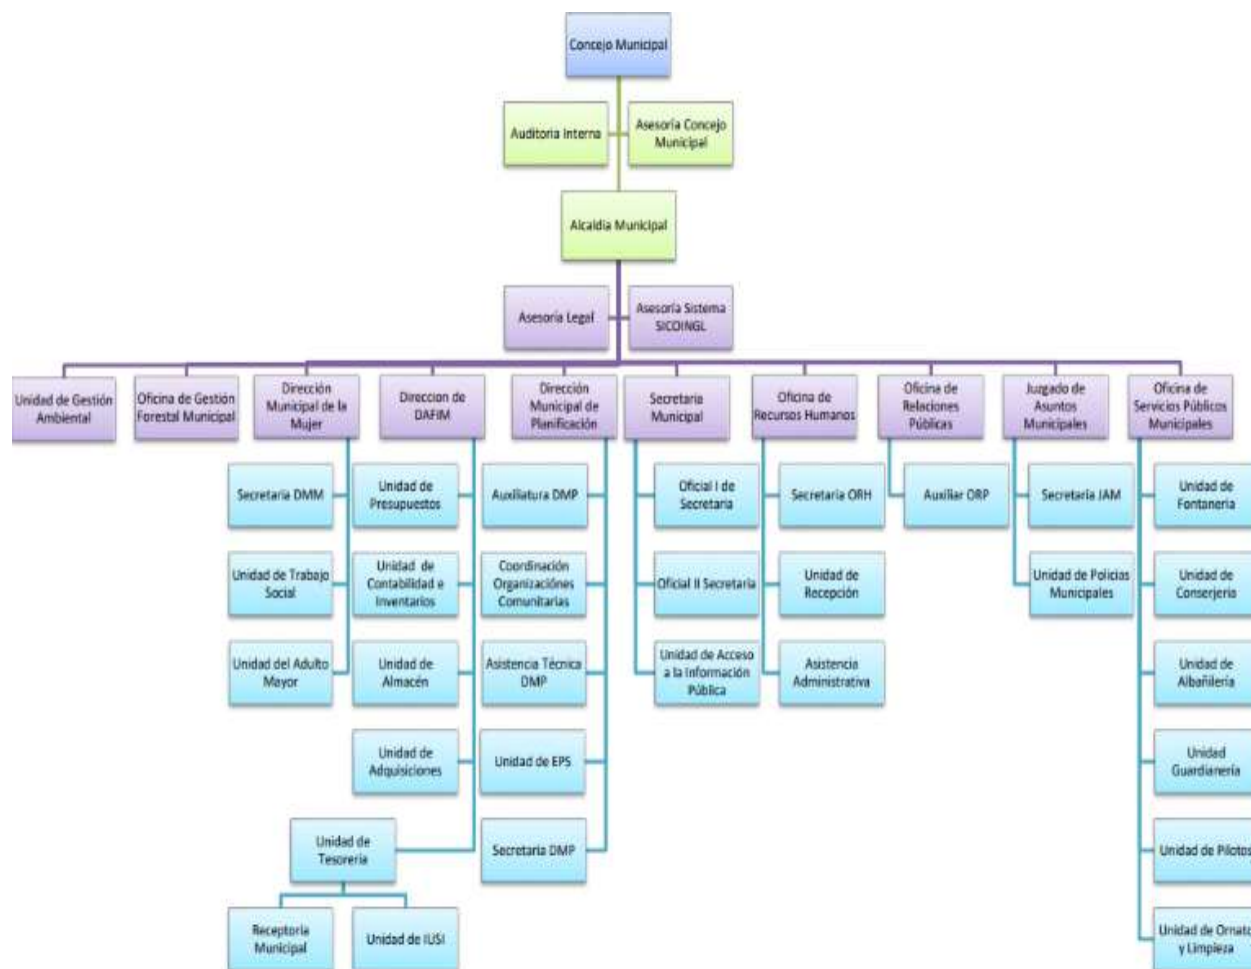 Concejo Municipal
Auditoria Interna
Asesoría Concejo
Municipal
Alcaldía Municipal
Asesoría Legal
Asesoría Sistema
SICOINGL
Unidad de Gestión
Ambiental
Oficina de Gestión
Forestal Municipal
Dirección
Municipal de la
Mujer
Direccion de
DAFIM
Dirección
Municipal de
Planificación
Secretaria
Municipal
Oficina de
Recursos Humanos
Oficina de
Relaciones
Públicas
Juzgado de
Asuntos
Municipales
Oficina de
Servicios Públicos
Municipales
Secretaria DMM
Unidad de Trabajo
Social
Unidad del Adulto
Mayor
Unidad de
Presupuestos
Unidad de
Contabilidad e
Inventarios
Unidad de
Almacén
Unidad de
Adquisiciones
Unidad de
Tesorería
Receptoría
Municipal
Unidad de IUSI
Auxiliatura DMP
Coordinación
Organizaciónes
Comunitarias
Asistencia Técnica
DMP
Unidad de EPS
Secretaria DMP
Oficial I de
Secretaria
Oficial II Secretaria
Unidad de Acceso
a la Información
Pública
Secretaria ORH
Unidad de
Recepción
Asistencia
Administrativa
Auxiliar ORP
Secretaria JAM
Unidad de Policias
Municipales
Unidad de
Fontaneria
Unidad de
Conserjeria
Unidad de
Albañilería
Unidad
Guardianería
Unidad de Pilotos
Unidad de Ornato
y Limpieza